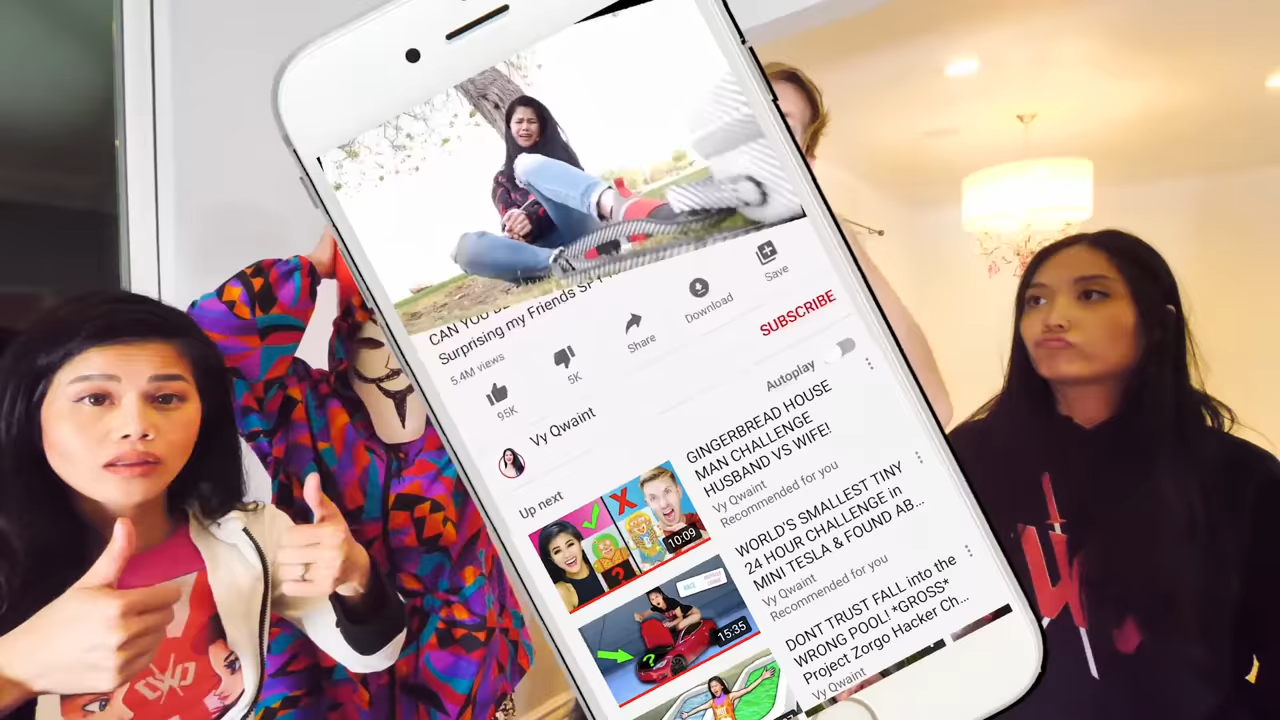 CAN YOU
Surprising my Friends
5.4M views
95K
5K
Share
Download
Save
SUBSCRIBE
Vy Qwaint
Autoplay
Up next
GINGERBREAD HOUSE
MAN CHALLENGE
HUSBAND VS WIFE!
Vy Qwaint
Recommended for you
10:09
WORLD'S SMALLEST TINY
24 HOUR CHALLENGE in
MINI TESLA & FOUND AB...
Vy Qwaint
Recommended for you
15:35
DONT TRUST FALL into the
WRONG POOL! *GROSS*
Project Zorgo Hacker Ch...
Vy Qwaint